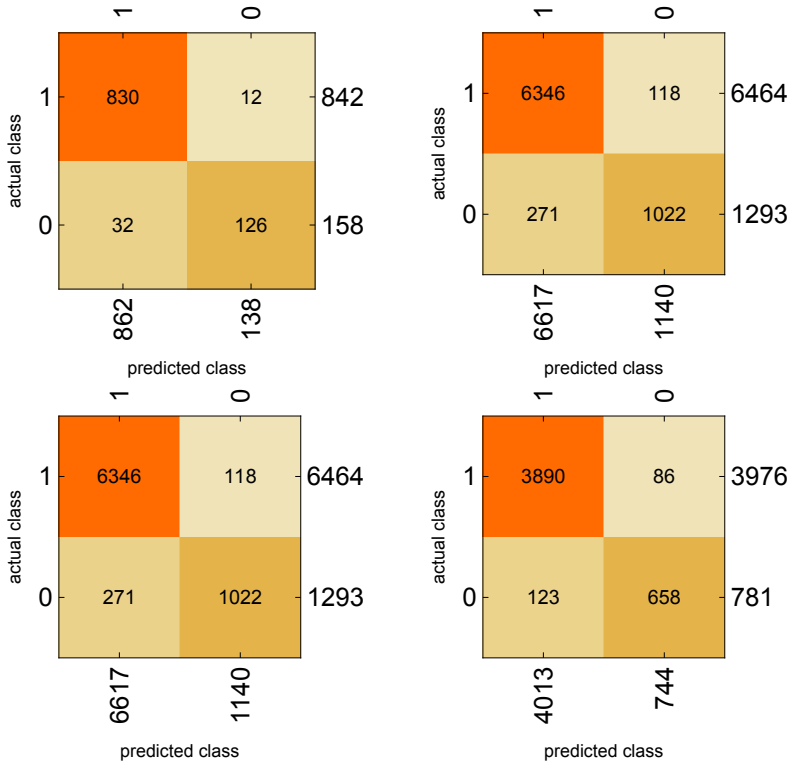 1 0
actual class
1 830 12 842
0 32 126 158
862 138
predicted class
1 0
actual class
1 6346 118 6464
0 271 1022 1293
6617 1140
predicted class
1 0
actual class
1 6346 118 6464
0 271 1022 1293
6617 1140
predicted class
1 0
actual class
1 3890 86 3976
0 123 658 781
4013 744
predicted class